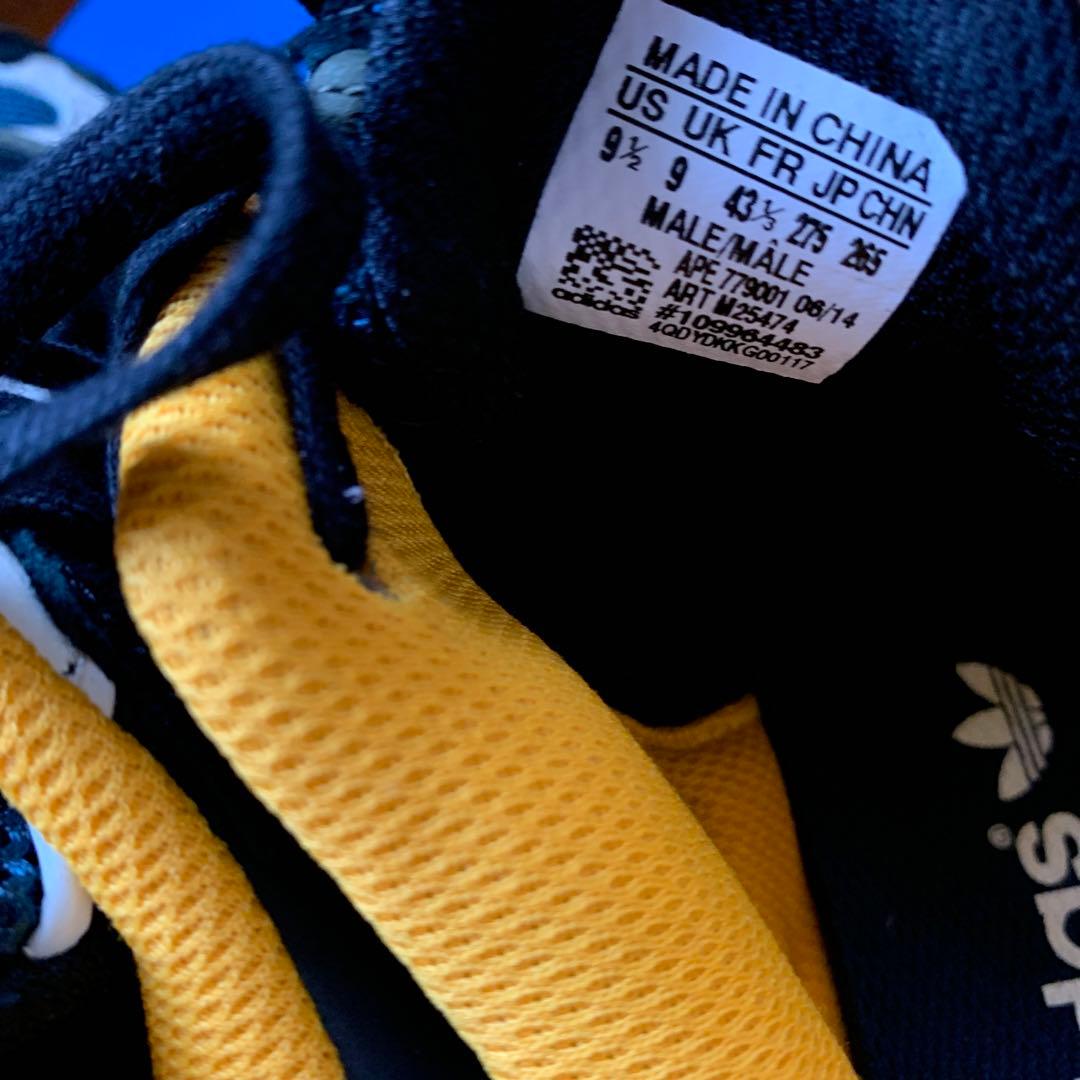 MADE IN CHINA
US UK FR JP CHN
9½ 9 43⅓ 275 265
MALE/MÂLE
APE 779001 06/14
ART M25474
#109964483
4QDYDKKG00117
adidas